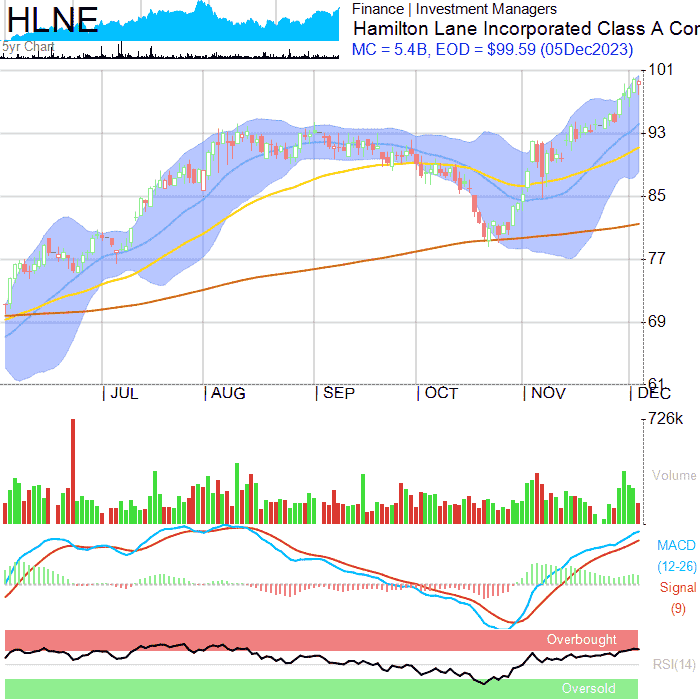 HLNE
5yr Chart
Finance | Investment Managers
Hamilton Lane Incorporated Class A Cor
MC = 5.4B, EOD = $99.59 (05Dec2023)
101
93
85
77
69
61
JUL AUG SEP OCT NOV DEC
726k
Volume
MACD
(12-26)
Signal
(9)
Overbought
RSI(14)
Oversold